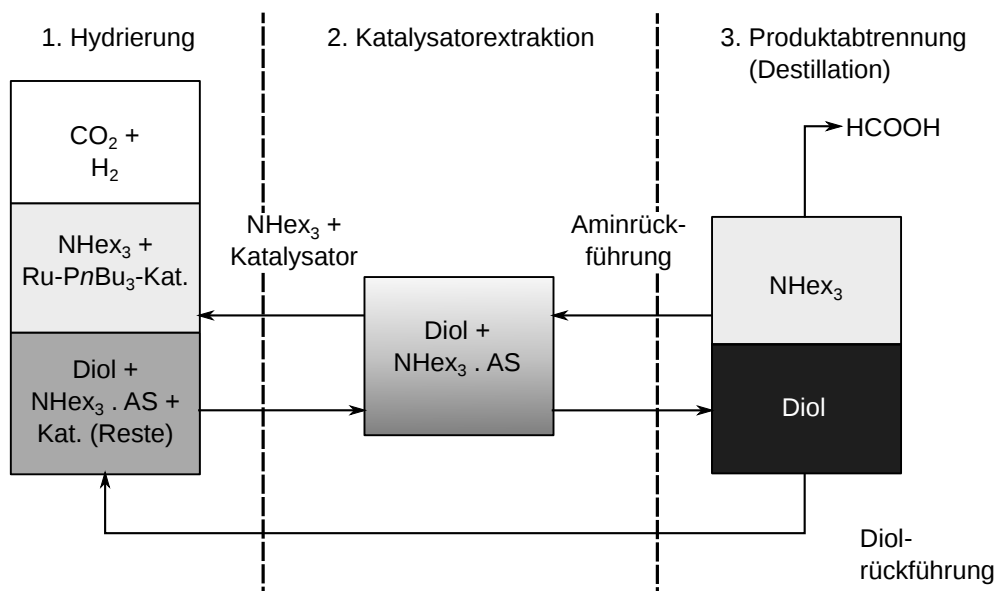 1. Hydrierung
2. Katalysatorextraktion
3. Produktabtrennung
(Destillation)
CO₂ +
H₂
HCOOH
NHex₃ +
Ru-PnBu₃-Kat.
NHex₃ +
Katalysator
Aminrück-
führung
NHex₃
Diol +
NHex₃ . AS
Diol +
NHex₃ . AS +
Kat. (Reste)
Diol
Diol-
rückführung